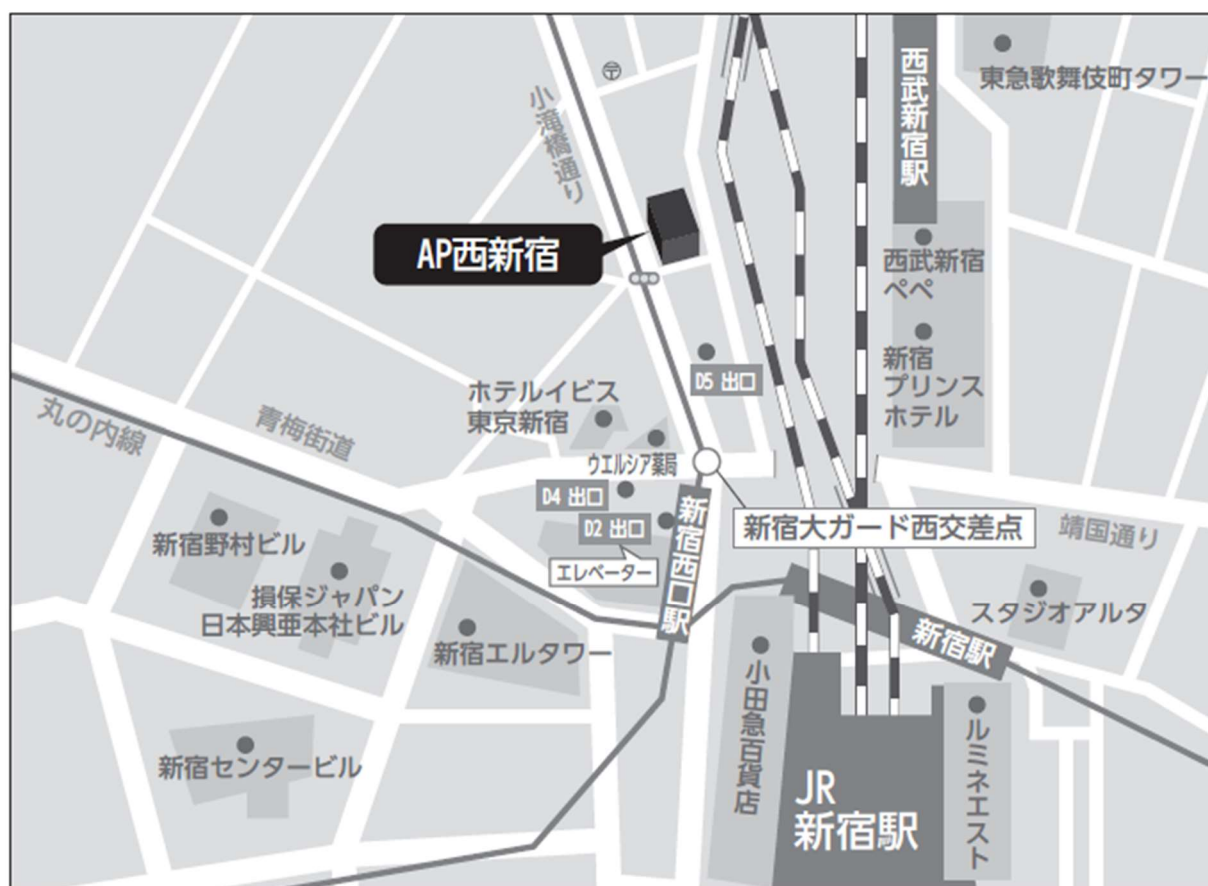 東急歌舞伎町タワー
西武新宿駅
〒
小滝橋通り
AP西新宿
西武新宿
ペペ
新宿
プリンス
ホテル
D5 出口
ホテルイビス
東京新宿
丸の内線
青梅街道
ウエルシア薬局
D4 出口
D2 出口
エレベーター
新宿西口駅
新宿大ガード西交差点
靖国通り
新宿野村ビル
損保ジャパン
日本興亜本社ビル
新宿エルタワー
スタジオアルタ
新宿駅
小田急百貨店
ルミネエスト
新宿センタービル
JR
新宿駅